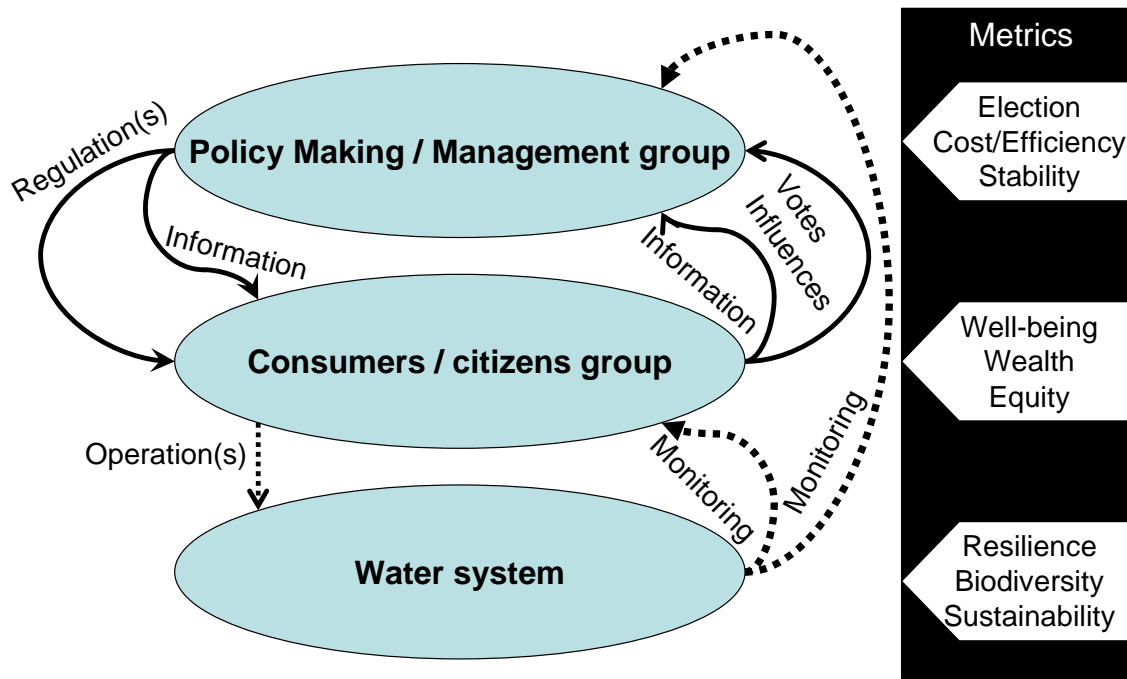 Metrics
Policy Making / Management group
Election
Cost/Efficiency
Stability
Regulation(s)
Information
Information
Votes
Influences
Consumers / citizens group
Well-being
Wealth
Equity
Operation(s)
Monitoring
Monitoring
Water system
Resilience
Biodiversity
Sustainability